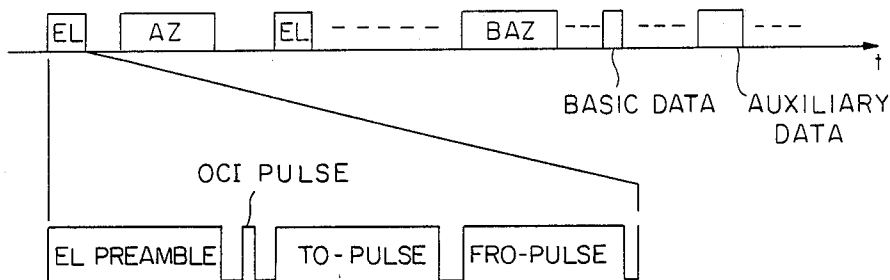 EL AZ EL BAZ
t
BASIC DATA AUXILIARY
DATA
OCI PULSE
EL PREAMBLE TO-PULSE FRO-PULSE